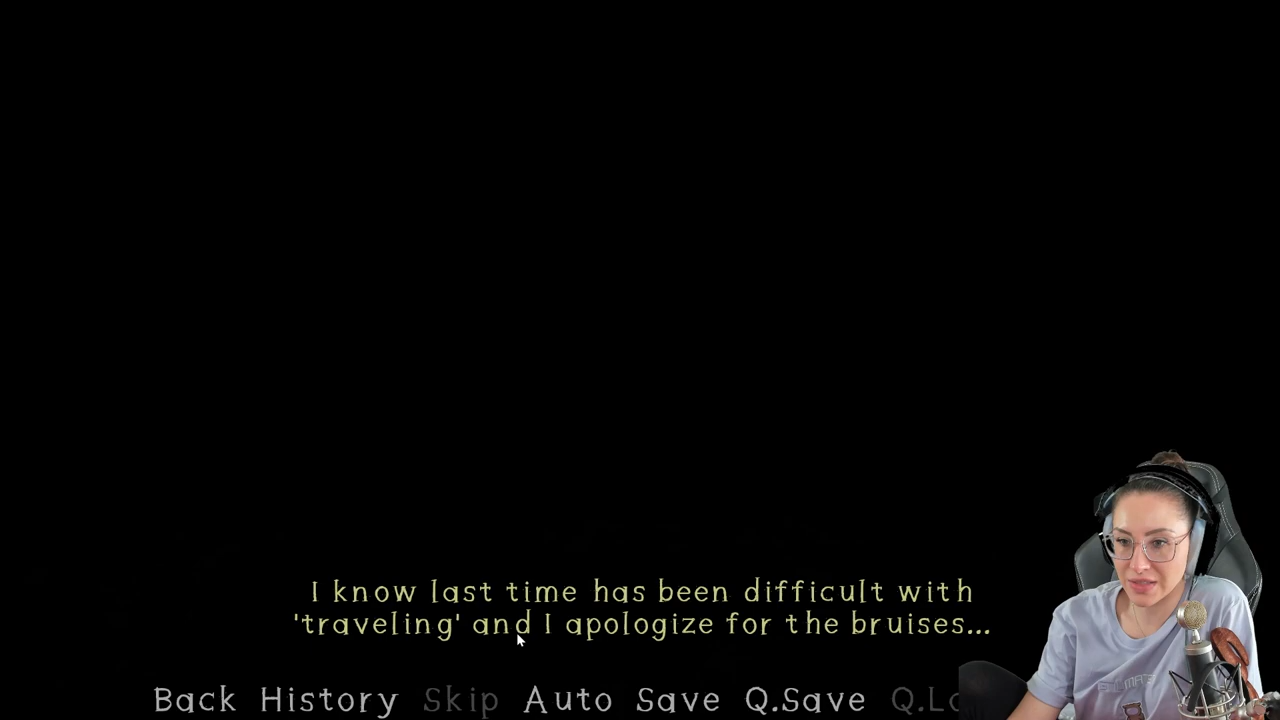 I know last time has been difficult with
'traveling' and I apologize for the bruises...
Back History Skip Auto Save Q.Save